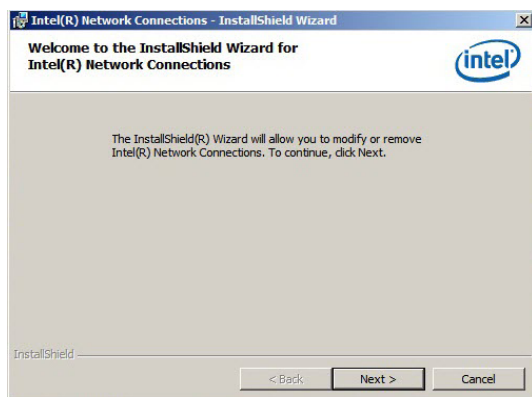 Intel(R) Network Connections - InstallShield Wizard
Welcome to the InstallShield Wizard for
Intel(R) Network Connections
intel
The InstallShield(R) Wizard will allow you to modify or remove
Intel(R) Network Connections. To continue, click Next.
InstallShield
< Back
Next >
Cancel